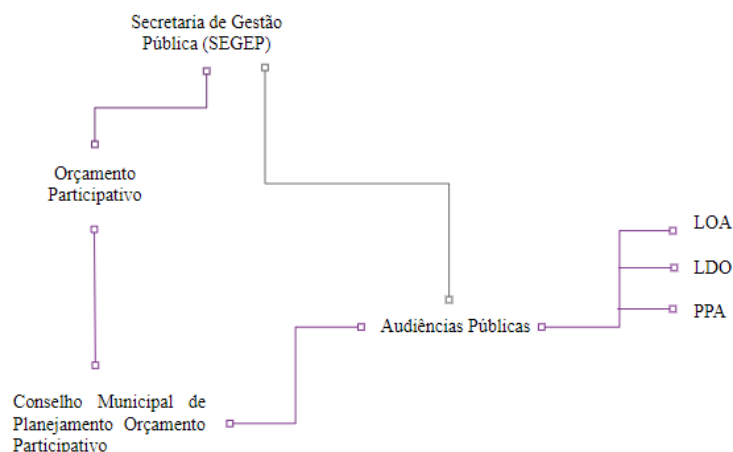 Secretaria de Gestão
Pública (SEGEP)
Orçamento
Participativo
LOA
LDO
PPA
Audiências Públicas
Conselho Municipal de
Planejamento Orçamento
Participativo